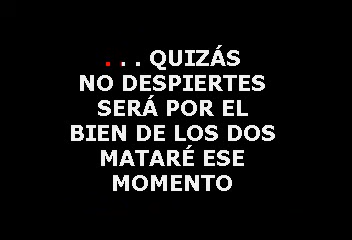 . . . QUIZÁS
NO DESPIERTES
SERÁ POR EL
BIEN DE LOS DOS
MATARÉ ESE
MOMENTO